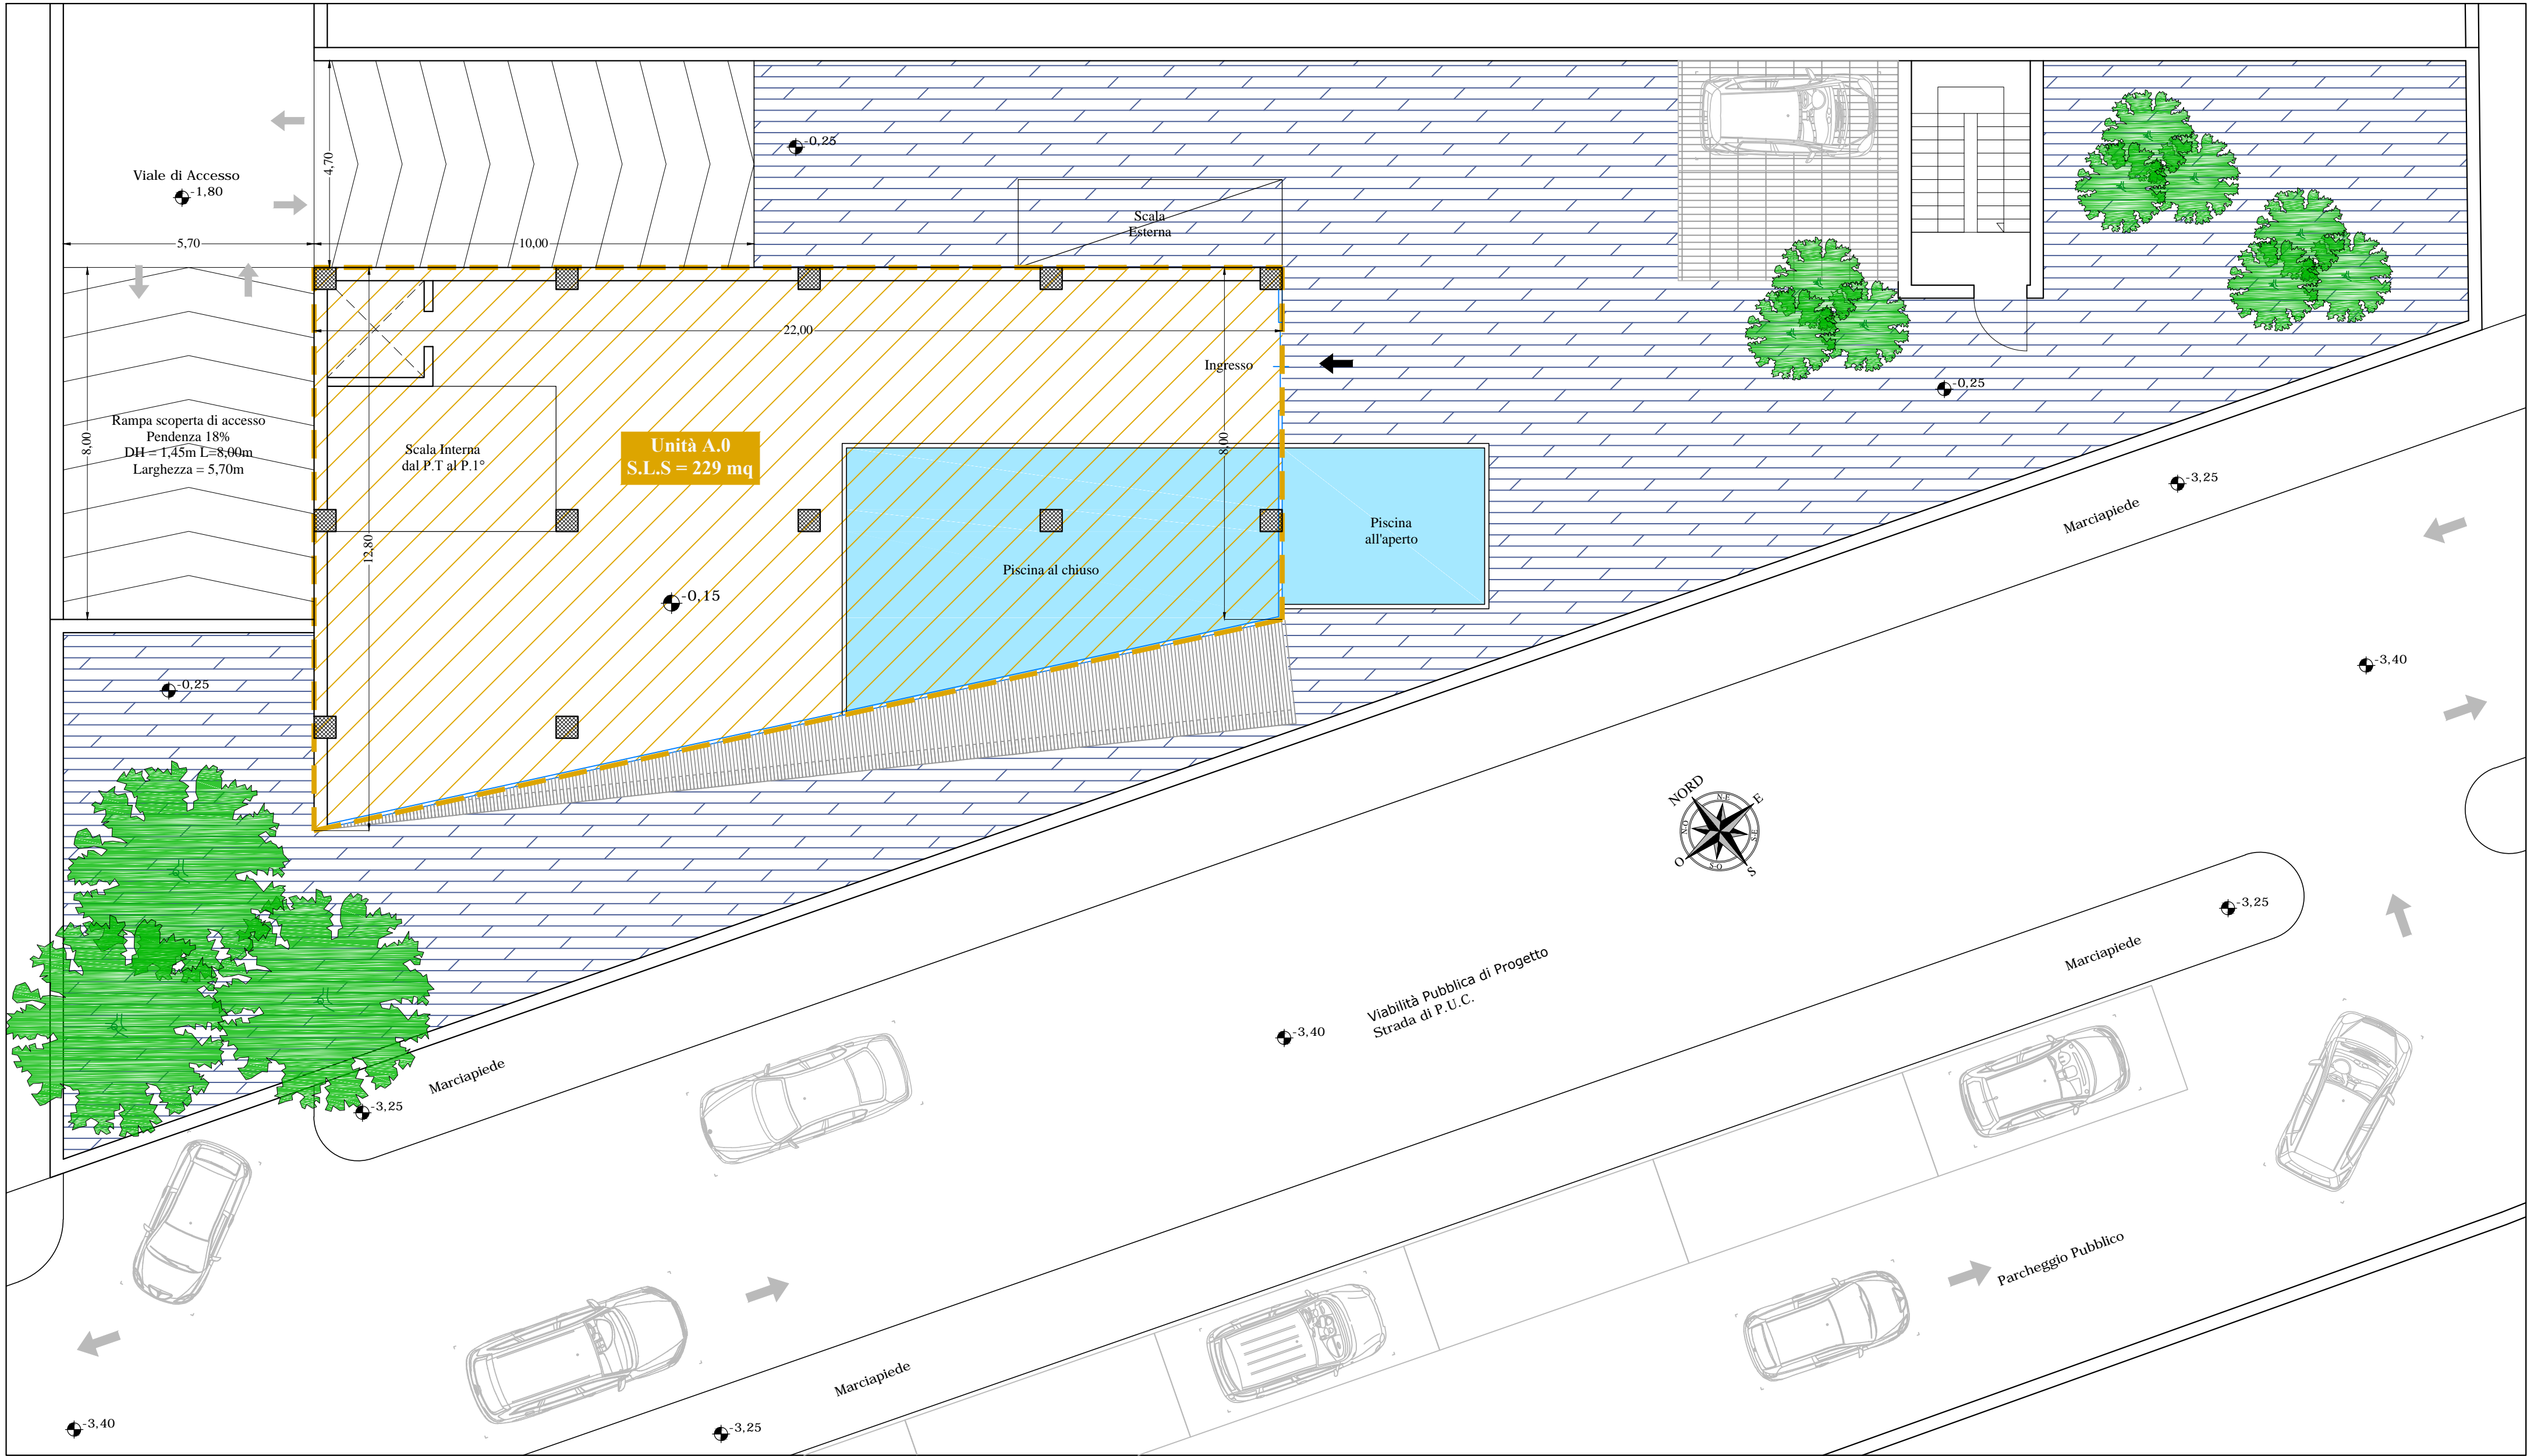 -0,25
4,70
Viale di Accesso
-1,80
Scala
Esterna
5,70
10,00
22,00
Ingresso
-0,25
Rampa scoperta di accesso
Pendenza 18%
DH = 1,45m L=8,00m
Larghezza = 5,70m
8,00
Scala Interna
dal P.T al P.1°
Unità A.0
S.L.S = 229 mq
8,00
12,80
-3,25
Marciapiede
Piscina
all'aperto
Piscina al chiuso
-0,15
-3,40
-0,25
NORD
N-E
E
N-O
S-E
O
S-O
S
-3,25
Marciapiede
Viabilità Pubblica di Progetto
Strada di P.U.C.
-3,40
Marciapiede
-3,25
Parcheggio Pubblico
Marciapiede
-3,40
-3,25